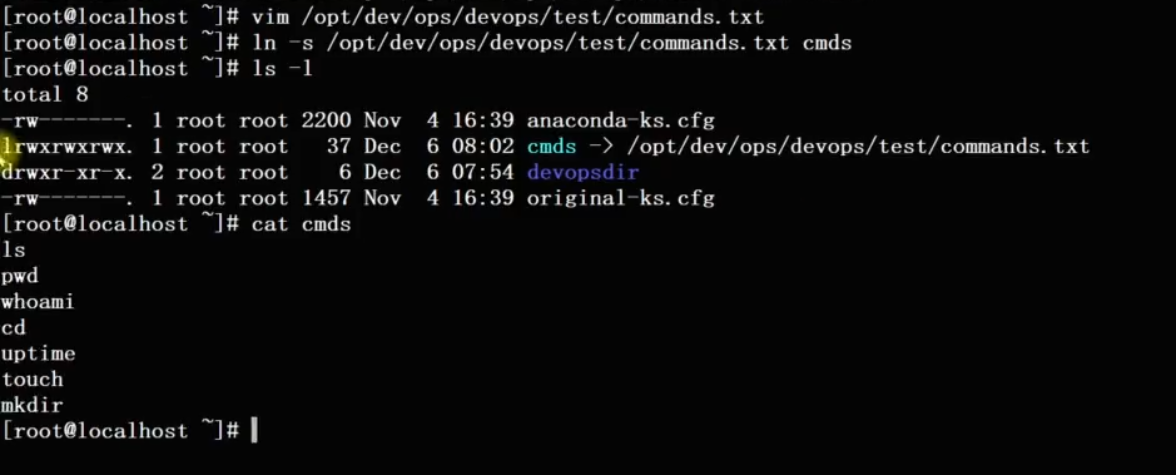 [root@localhost ~]# vim /opt/dev/ops/devops/test/commands.txt
[root@localhost ~]# ln -s /opt/dev/ops/devops/test/commands.txt cmds
[root@localhost ~]# ls -l
total 8
-rw-------. 1 root root 2200 Nov  4 16:39 anaconda-ks.cfg
lrwxrwxrwx. 1 root root   37 Dec  6 08:02 cmds -> /opt/dev/ops/devops/test/commands.txt
drwxr-xr-x. 2 root root    6 Dec  6 07:54 devopsdir
-rw-------. 1 root root 1457 Nov  4 16:39 original-ks.cfg
[root@localhost ~]# cat cmds
ls
pwd
whoami
cd
uptime
touch
mkdir
[root@localhost ~]#